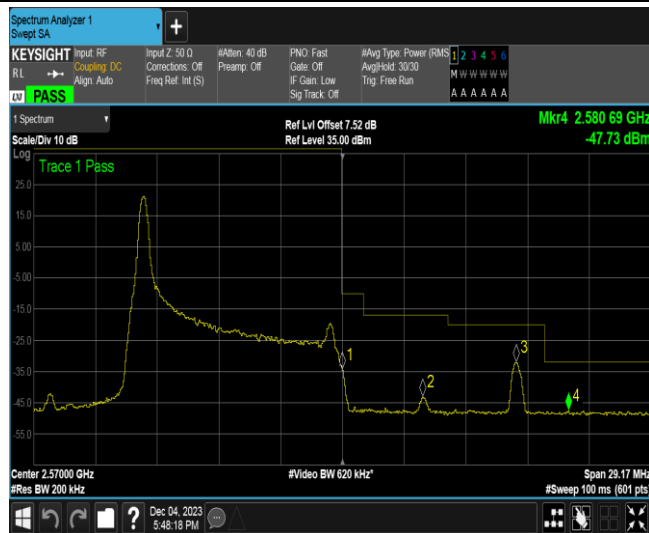 Spectrum Analyzer 1
Swept SA
+
KEYSIGHT
RL
LXI PASS
Input: RF
Coupling: DC
Align: Auto
Input Z: 50 Ω
Corrections: Off
Freq Ref: Int (S)
#Atten: 40 dB
Preamp: Off
PNO: Fast
Gate: Off
IF Gain: Low
Sig Track: Off
#Avg Type: Power (RMS
Avg|Hold: 30/30
Trig: Free Run
1 2 3 4 5 6
M W W W W W
A A A A A A
1 Spectrum
Scale/Div 10 dB
Ref Lvl Offset 7.52 dB
Ref Level 35.00 dBm
Mkr4 2.580 69 GHz
-47.73 dBm
Log
Trace 1 Pass
25.0
15.0
5.00
-5.00
-15.0
-25.0
-35.0
-45.0
-55.0
1
2
3
4
Center 2.57000 GHz
#Res BW 200 kHz
#Video BW 620 kHz*
Span 29.17 MHz
#Sweep 100 ms (601 pts)
?
Dec 04, 2023
5:48:18 PM